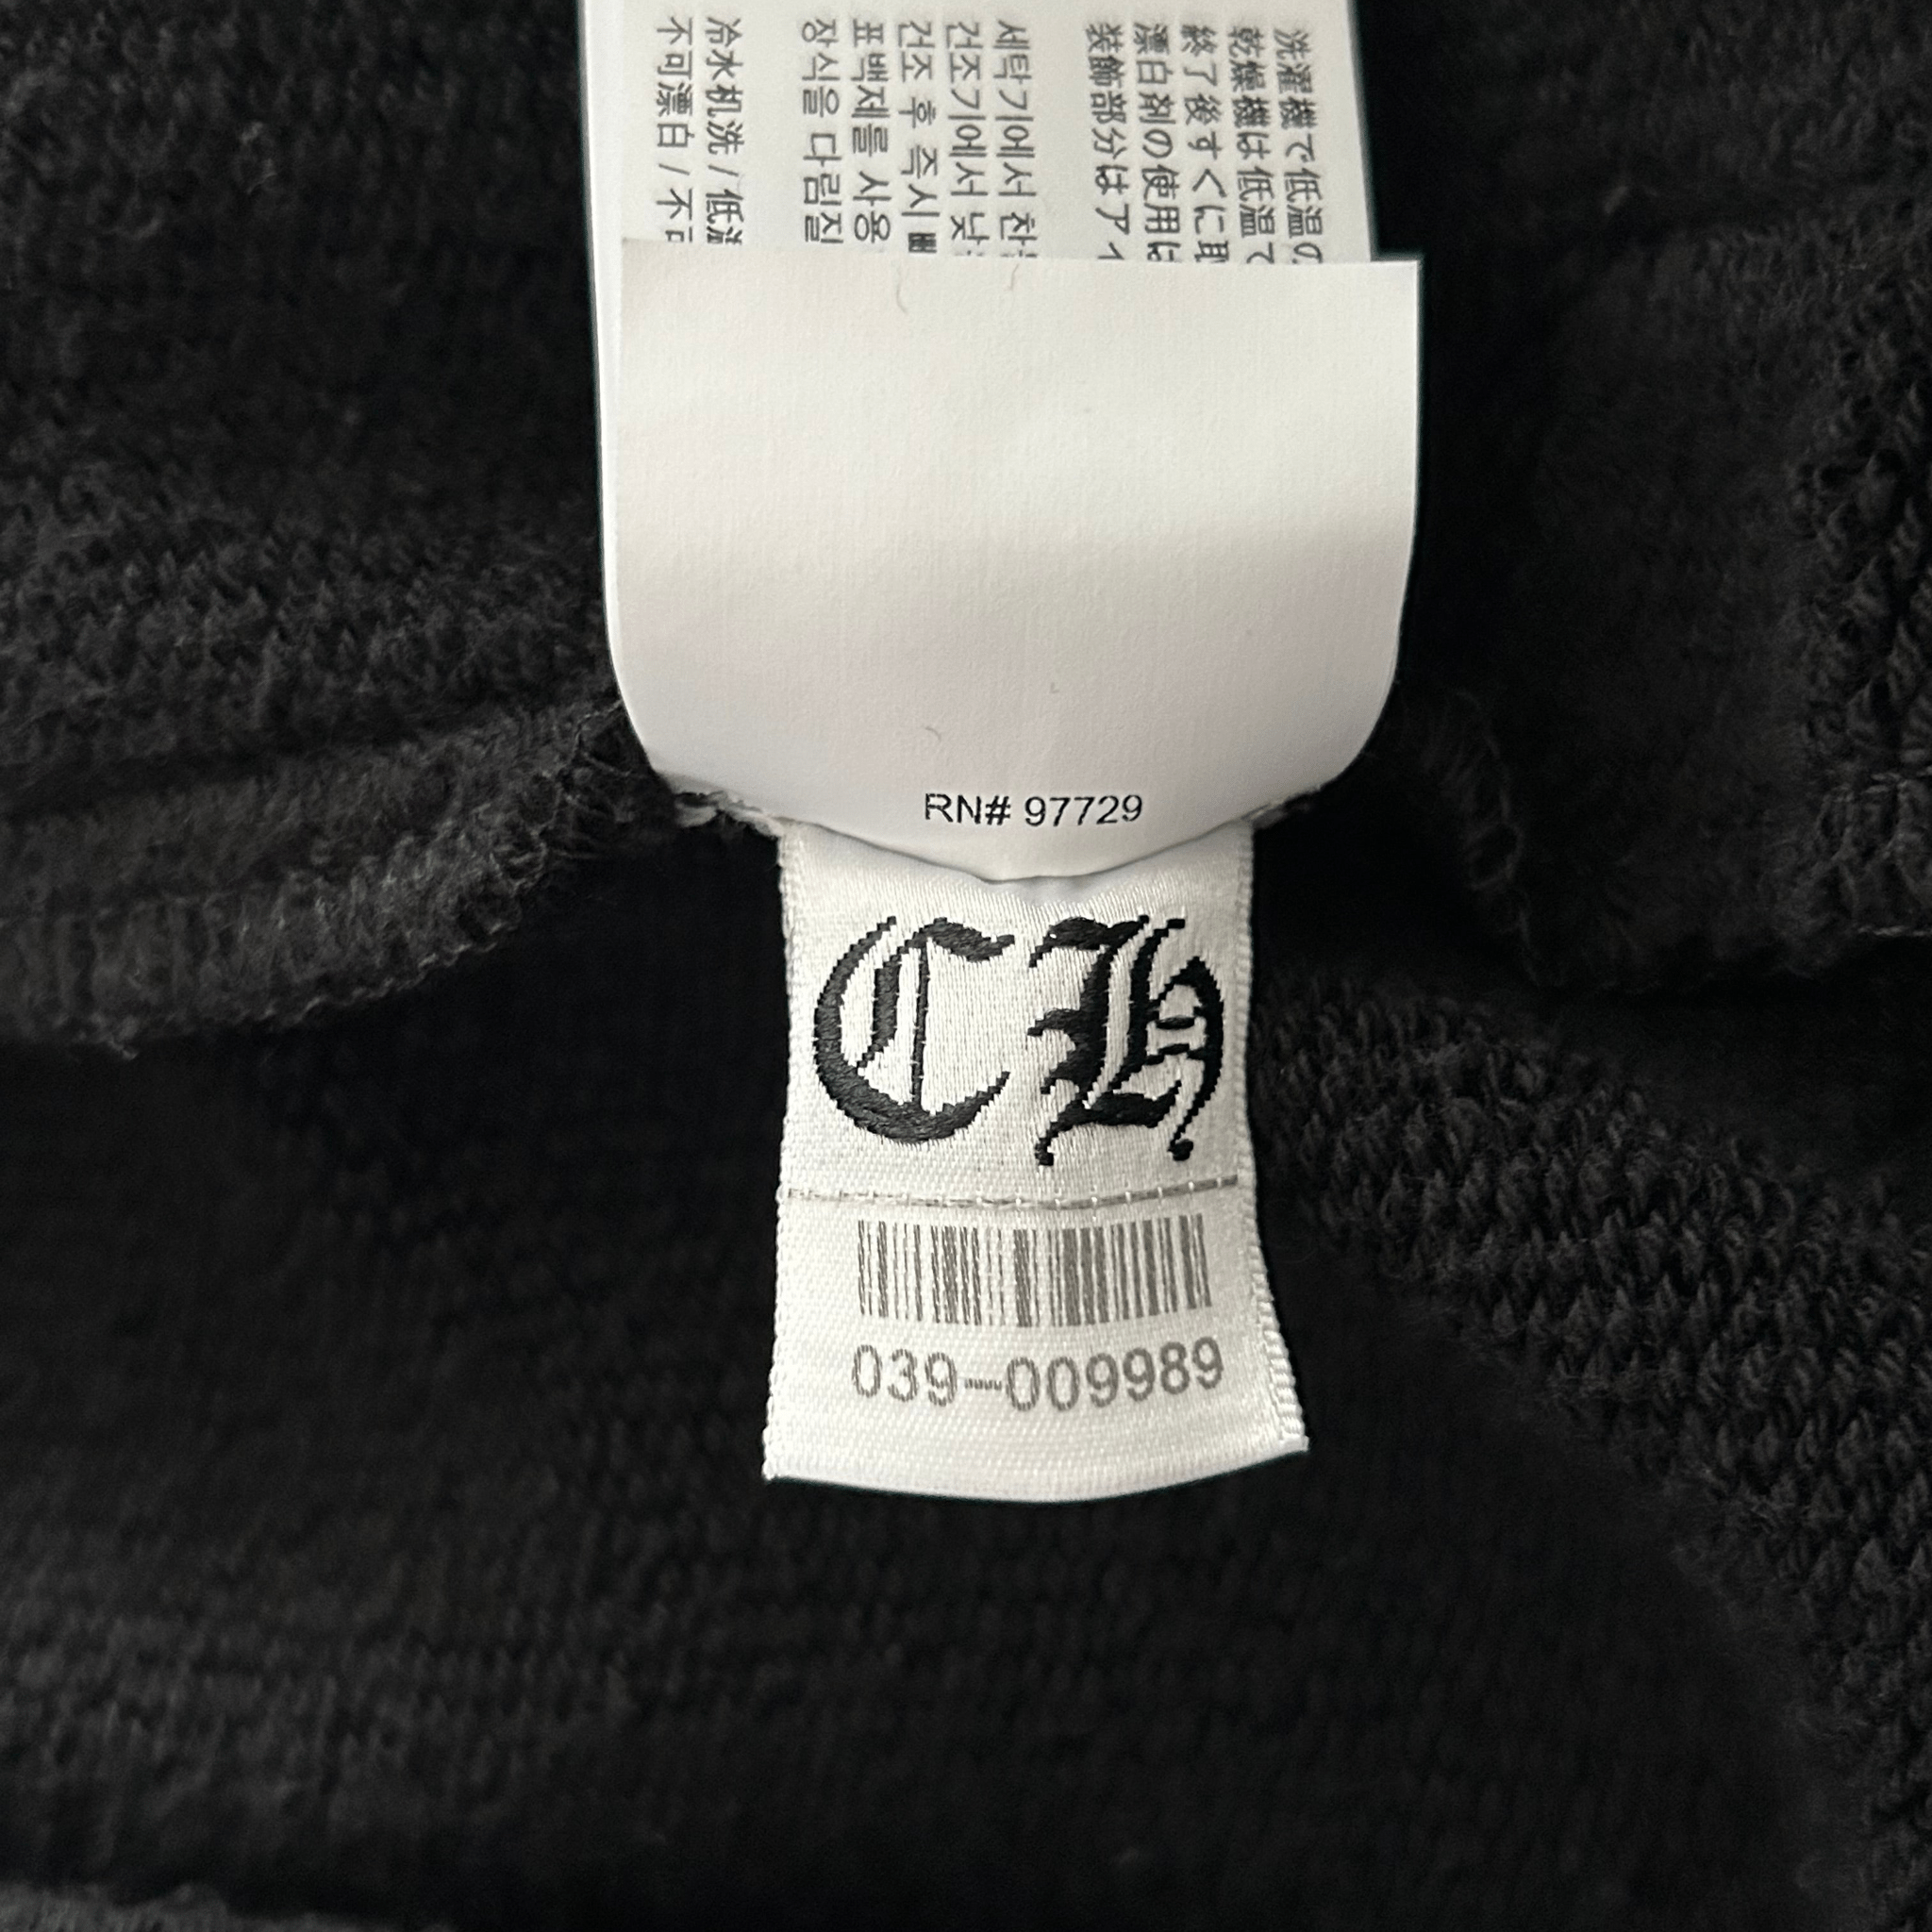 洗濯機で低温の
乾燥機は低温で
終了後すぐに取
漂白剤の使用は
装飾部分はアイ
세탁기에서 찬
건조기에서 낮
건조 후 즉시
표백제를 사용
장식을 다림질
冷水机洗 / 低温
不可漂白 / 不可
RN# 97729
CH
039-009989